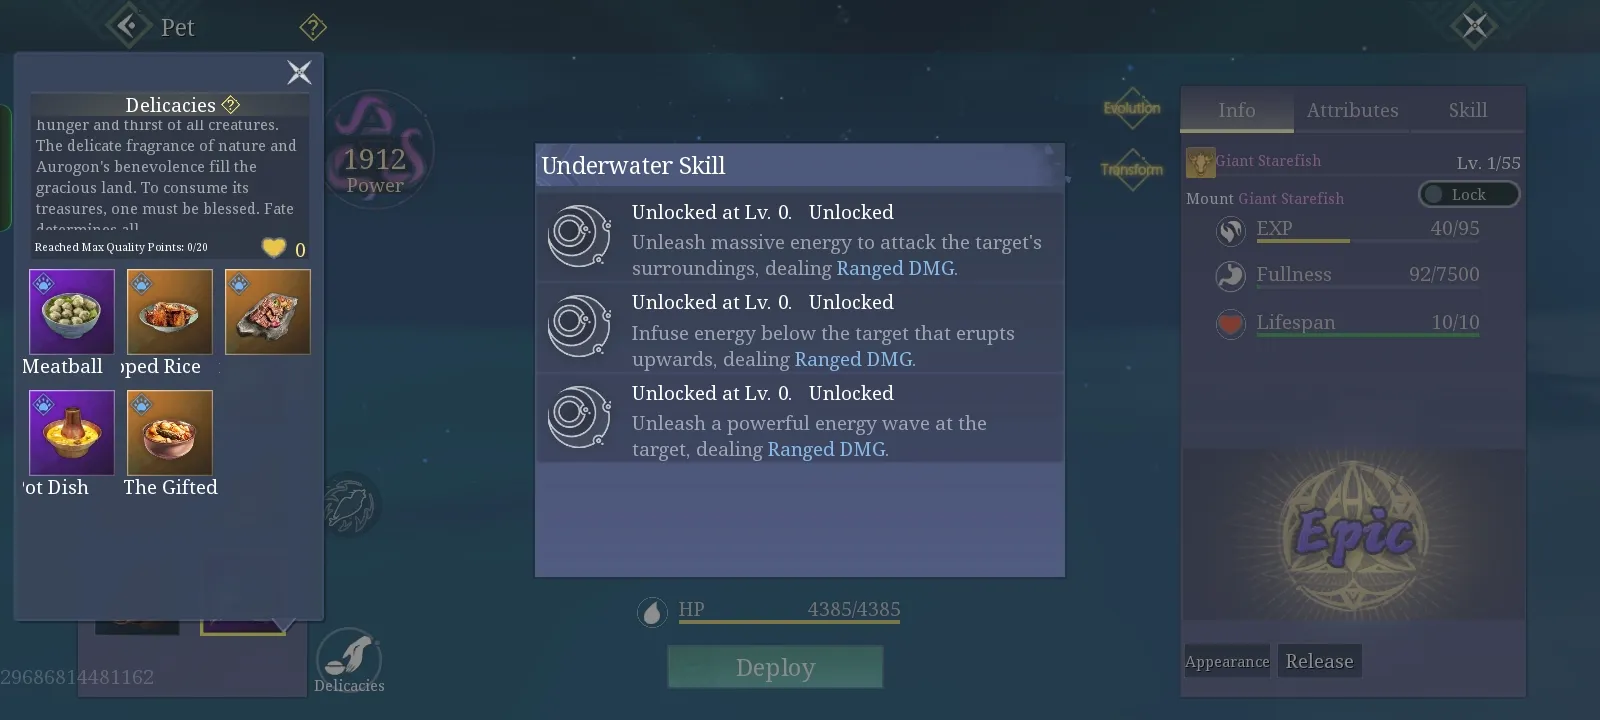 Pet
Delicacies
hunger and thirst of all creatures.
The delicate fragrance of nature and
Aurogon's benevolence fill the
gracious land. To consume its
treasures, one must be blessed. Fate
determines all.
Reached Max Quality Points: 0/20
0
Meatball
Rice
Dish
The Gifted
1912
Power
Underwater Skill
Unlocked at Lv. 0. Unlocked
Unleash massive energy to attack the target's
surroundings, dealing Ranged DMG.
Unlocked at Lv. 0. Unlocked
Infuse energy below the target that erupts
upwards, dealing Ranged DMG.
Unlocked at Lv. 0. Unlocked
Unleash a powerful energy wave at the
target, dealing Ranged DMG.
HP 4385/4385
Deploy
Delicacies
29686814481162
Evolution
Transform
Info Attributes Skill
Giant Starefish Lv. 1/55
Mount Giant Starefish Lock
EXP 40/95
Fullness 92/7500
Lifespan 10/10
Epic
Appearance Release